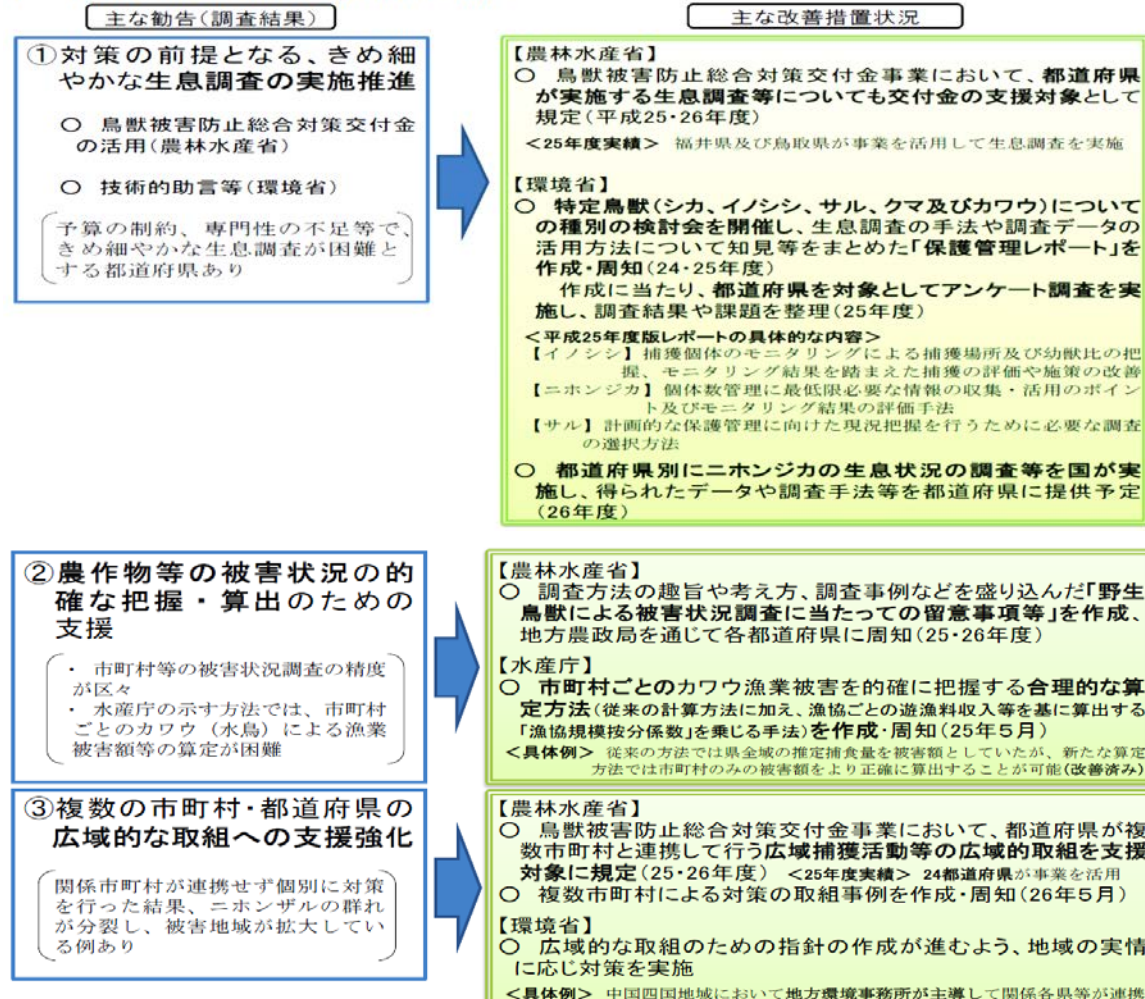 主な勧告(調査結果)
主な改善措置状況
①対策の前提となる、きめ細
やかな生息調査の実施推進
○ 鳥獣被害防止総合対策交付金
の活用(農林水産省)
○ 技術的助言等(環境省)
予算の制約、専門性の不足等で、
きめ細やかな生息調査が困難と
する都道府県あり
【農林水産省】
○ 鳥獣被害防止総合対策交付金事業において、都道府県
が実施する生息調査等についても交付金の支援対象として
規定(平成25・26年度)
<25年度実績> 福井県及び鳥取県が事業を活用して生息調査を実施
【環境省】
○ 特定鳥獣(シカ、イノシシ、サル、クマ及びカワウ)について
の種別の検討会を開催し、生息調査の手法や調査データの
活用方法について知見等をまとめた「保護管理レポート」を
作成・周知(24・25年度)
作成に当たり、都道府県を対象としてアンケート調査を実
施し、調査結果や課題を整理(25年度)
<平成25年度版レポートの具体的な内容>
【イノシシ】捕獲個体のモニタリングによる捕獲場所及び幼獣比の把
握、モニタリング結果を踏まえた捕獲の評価や施策の改善
【ニホンジカ】個体数管理に最低限必要な情報の収集・活用のポイン
ト及びモニタリング結果の評価手法
【サル】計画的な保護管理に向けた現況把握を行うために必要な調査
の選択方法
○ 都道府県別にニホンジカの生息状況の調査等を国が実
施し、得られたデータや調査手法等を都道府県に提供予定
(26年度)
②農作物等の被害状況の的
確な把握・算出のための
支援
・ 市町村等の被害状況調査の精度
が区々
・ 水産庁の示す方法では、市町村
ごとのカワウ(水鳥)による漁業
被害額等の算定が困難
【農林水産省】
○ 調査方法の趣旨や考え方、調査事例などを盛り込んだ「野生
鳥獣による被害状況調査に当たっての留意事項等」を作成、
地方農政局を通じて各都道府県に周知(25・26年度)
【水産庁】
○ 市町村ごとのカワウ漁業被害を的確に把握する合理的な算
定方法(従来の計算方法に加え、漁協ごとの遊漁料収入等を基に算出する
「漁協規模按分係数」を乗じる手法)を作成・周知(25年5月)
<具体例> 従来の方法では県全域の推定捕食量を被害額としていたが、新たな算定
方法では市町村のみの被害額をより正確に算出することが可能(改善済み)
③複数の市町村・都道府県の
広域的な取組への支援強化
関係市町村が連携せず個別に対策
を行った結果、ニホンザルの群れ
が分裂し、被害地域が拡大してい
る例あり
【農林水産省】
○ 鳥獣被害防止総合対策交付金事業において、都道府県が複
数市町村と連携して行う広域捕獲活動等の広域的取組を支援
対象に規定(25・26年度) <25年度実績> 24都道府県が事業を活用
○ 複数市町村による対策の取組事例を作成・周知(26年5月)
【環境省】
○ 広域的な取組のための指針の作成が進むよう、地域の実情
に応じ対策を実施
<具体例> 中国四国地域において地方環境事務所が主導して関係各県等が連携